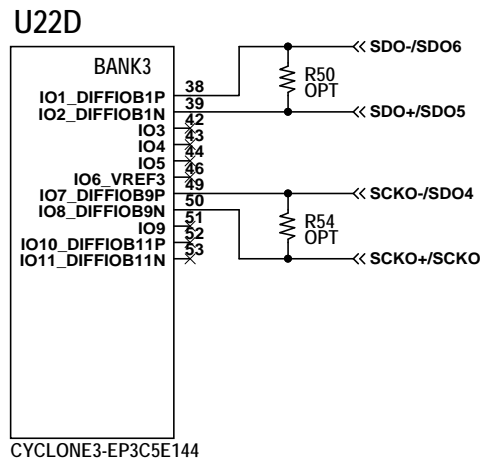 U22D
BANK3
SDO-/SDO6
38
IO1_DIFFIOB1P
R50
OPT
39
IO2_DIFFIOB1N
SDO+/SDO5
42
IO3
43
IO4
44
IO5
46
IO6_VREF3
49
IO7_DIFFIOB9P
SCKO-/SDO4
50
IO8_DIFFIOB9N
R54
OPT
51
IO9
52
IO10_DIFFIOB11P
53
IO11_DIFFIOB11N
SCKO+/SCKO
CYCLONE3-EP3C5E144